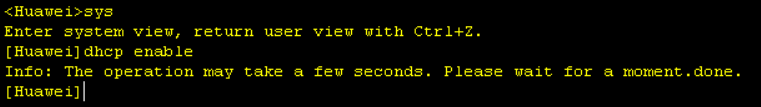 <Huawei>sys
Enter system view, return user view with Ctrl+Z.
[Huawei]dhcp enable
Info: The operation may take a few seconds. Please wait for a moment.done.
[Huawei]